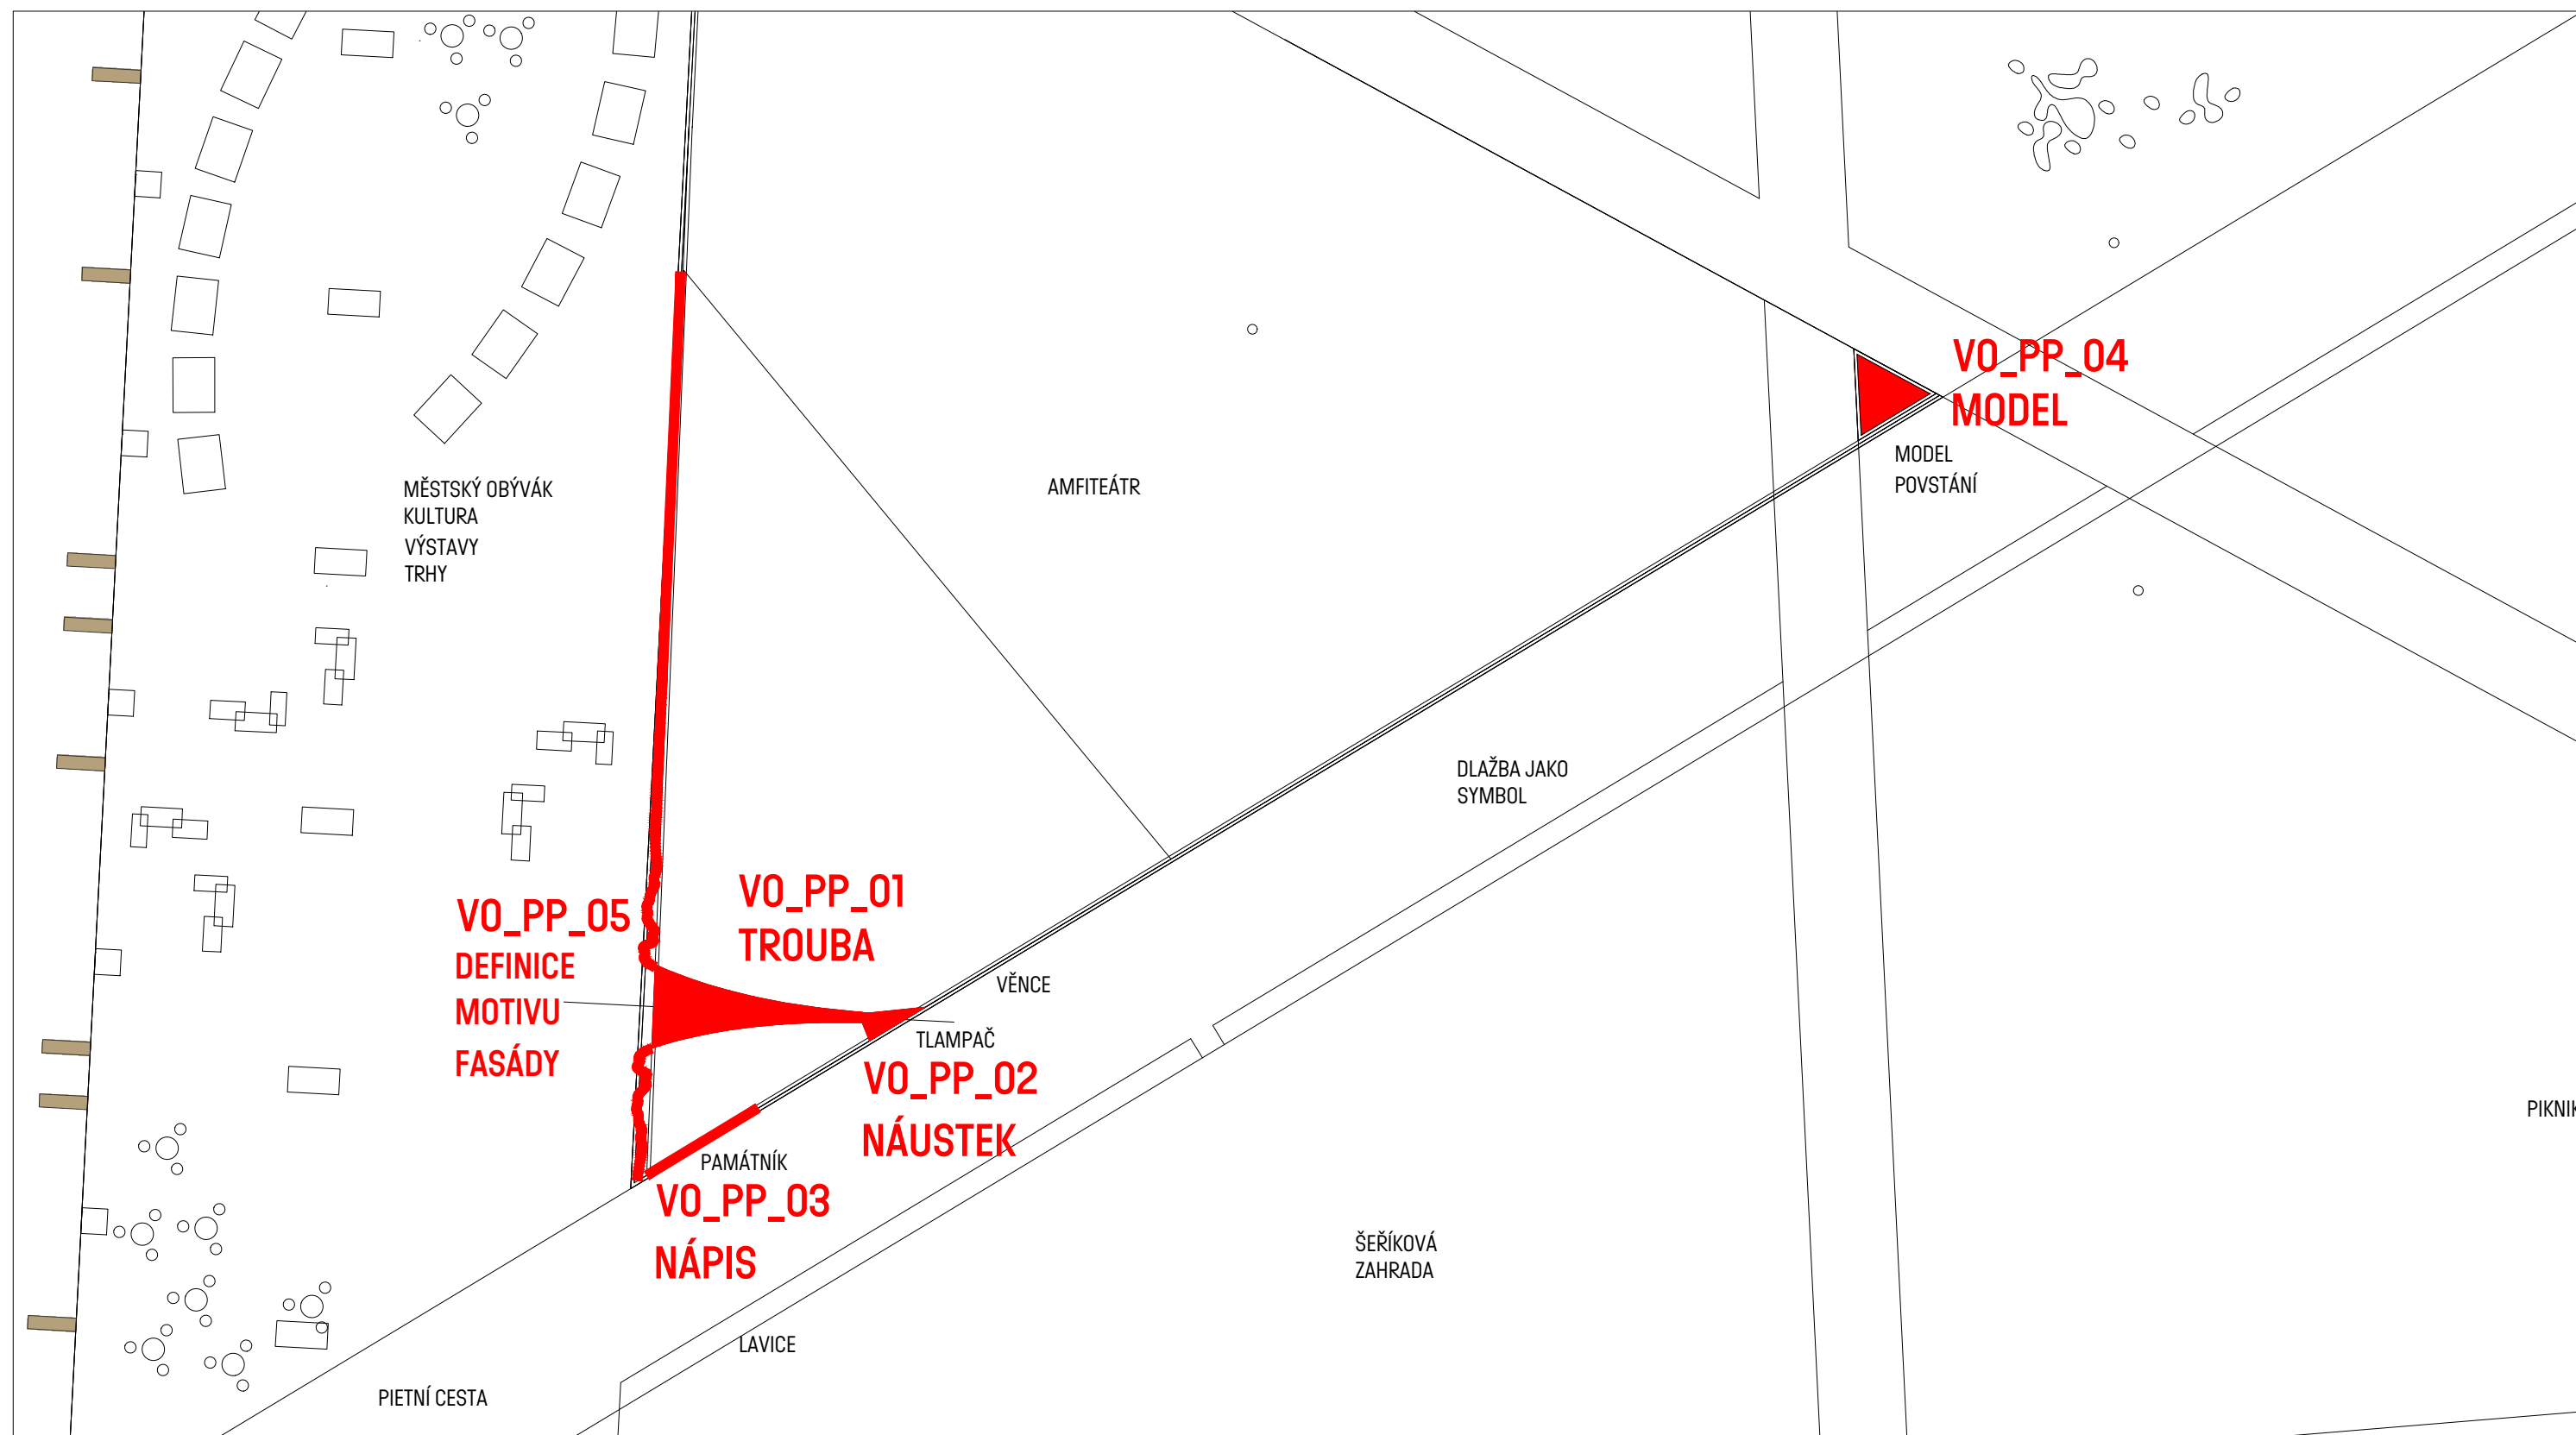 VO_PP_04
MODEL
MODEL
POVSTÁNÍ
MĚSTSKÝ OBÝVÁK
KULTURA
VÝSTAVY
TRHY
AMFITEÁTR
DLAŽBA JAKO
SYMBOL
VO_PP_05
DEFINICE
MOTIVU
FASÁDY
VO_PP_01
TROUBA
VĚNCE
TLAMPAČ
VO_PP_02
NÁUSTEK
PIKNIK
PAMÁTNÍK
VO_PP_03
NÁPIS
ŠEŘÍKOVÁ
ZAHRADA
LAVICE
PIETNÍ CESTA